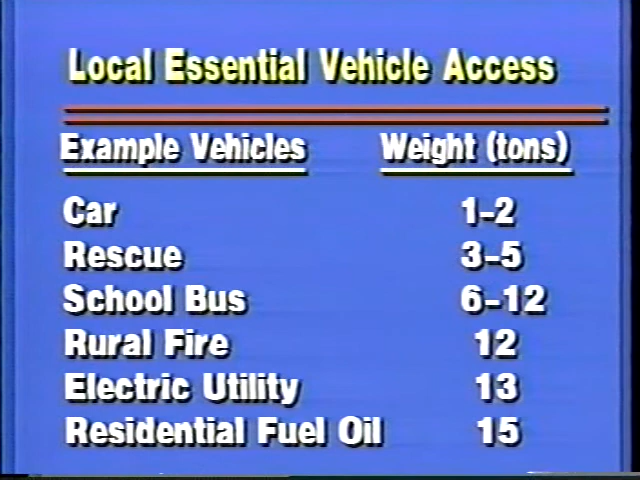 Local Essential Vehicle Access
Example Vehicles Weight (tons)
Car 1-2
Rescue 3-5
School Bus 6-12
Rural Fire 12
Electric Utility 13
Residential Fuel Oil 15